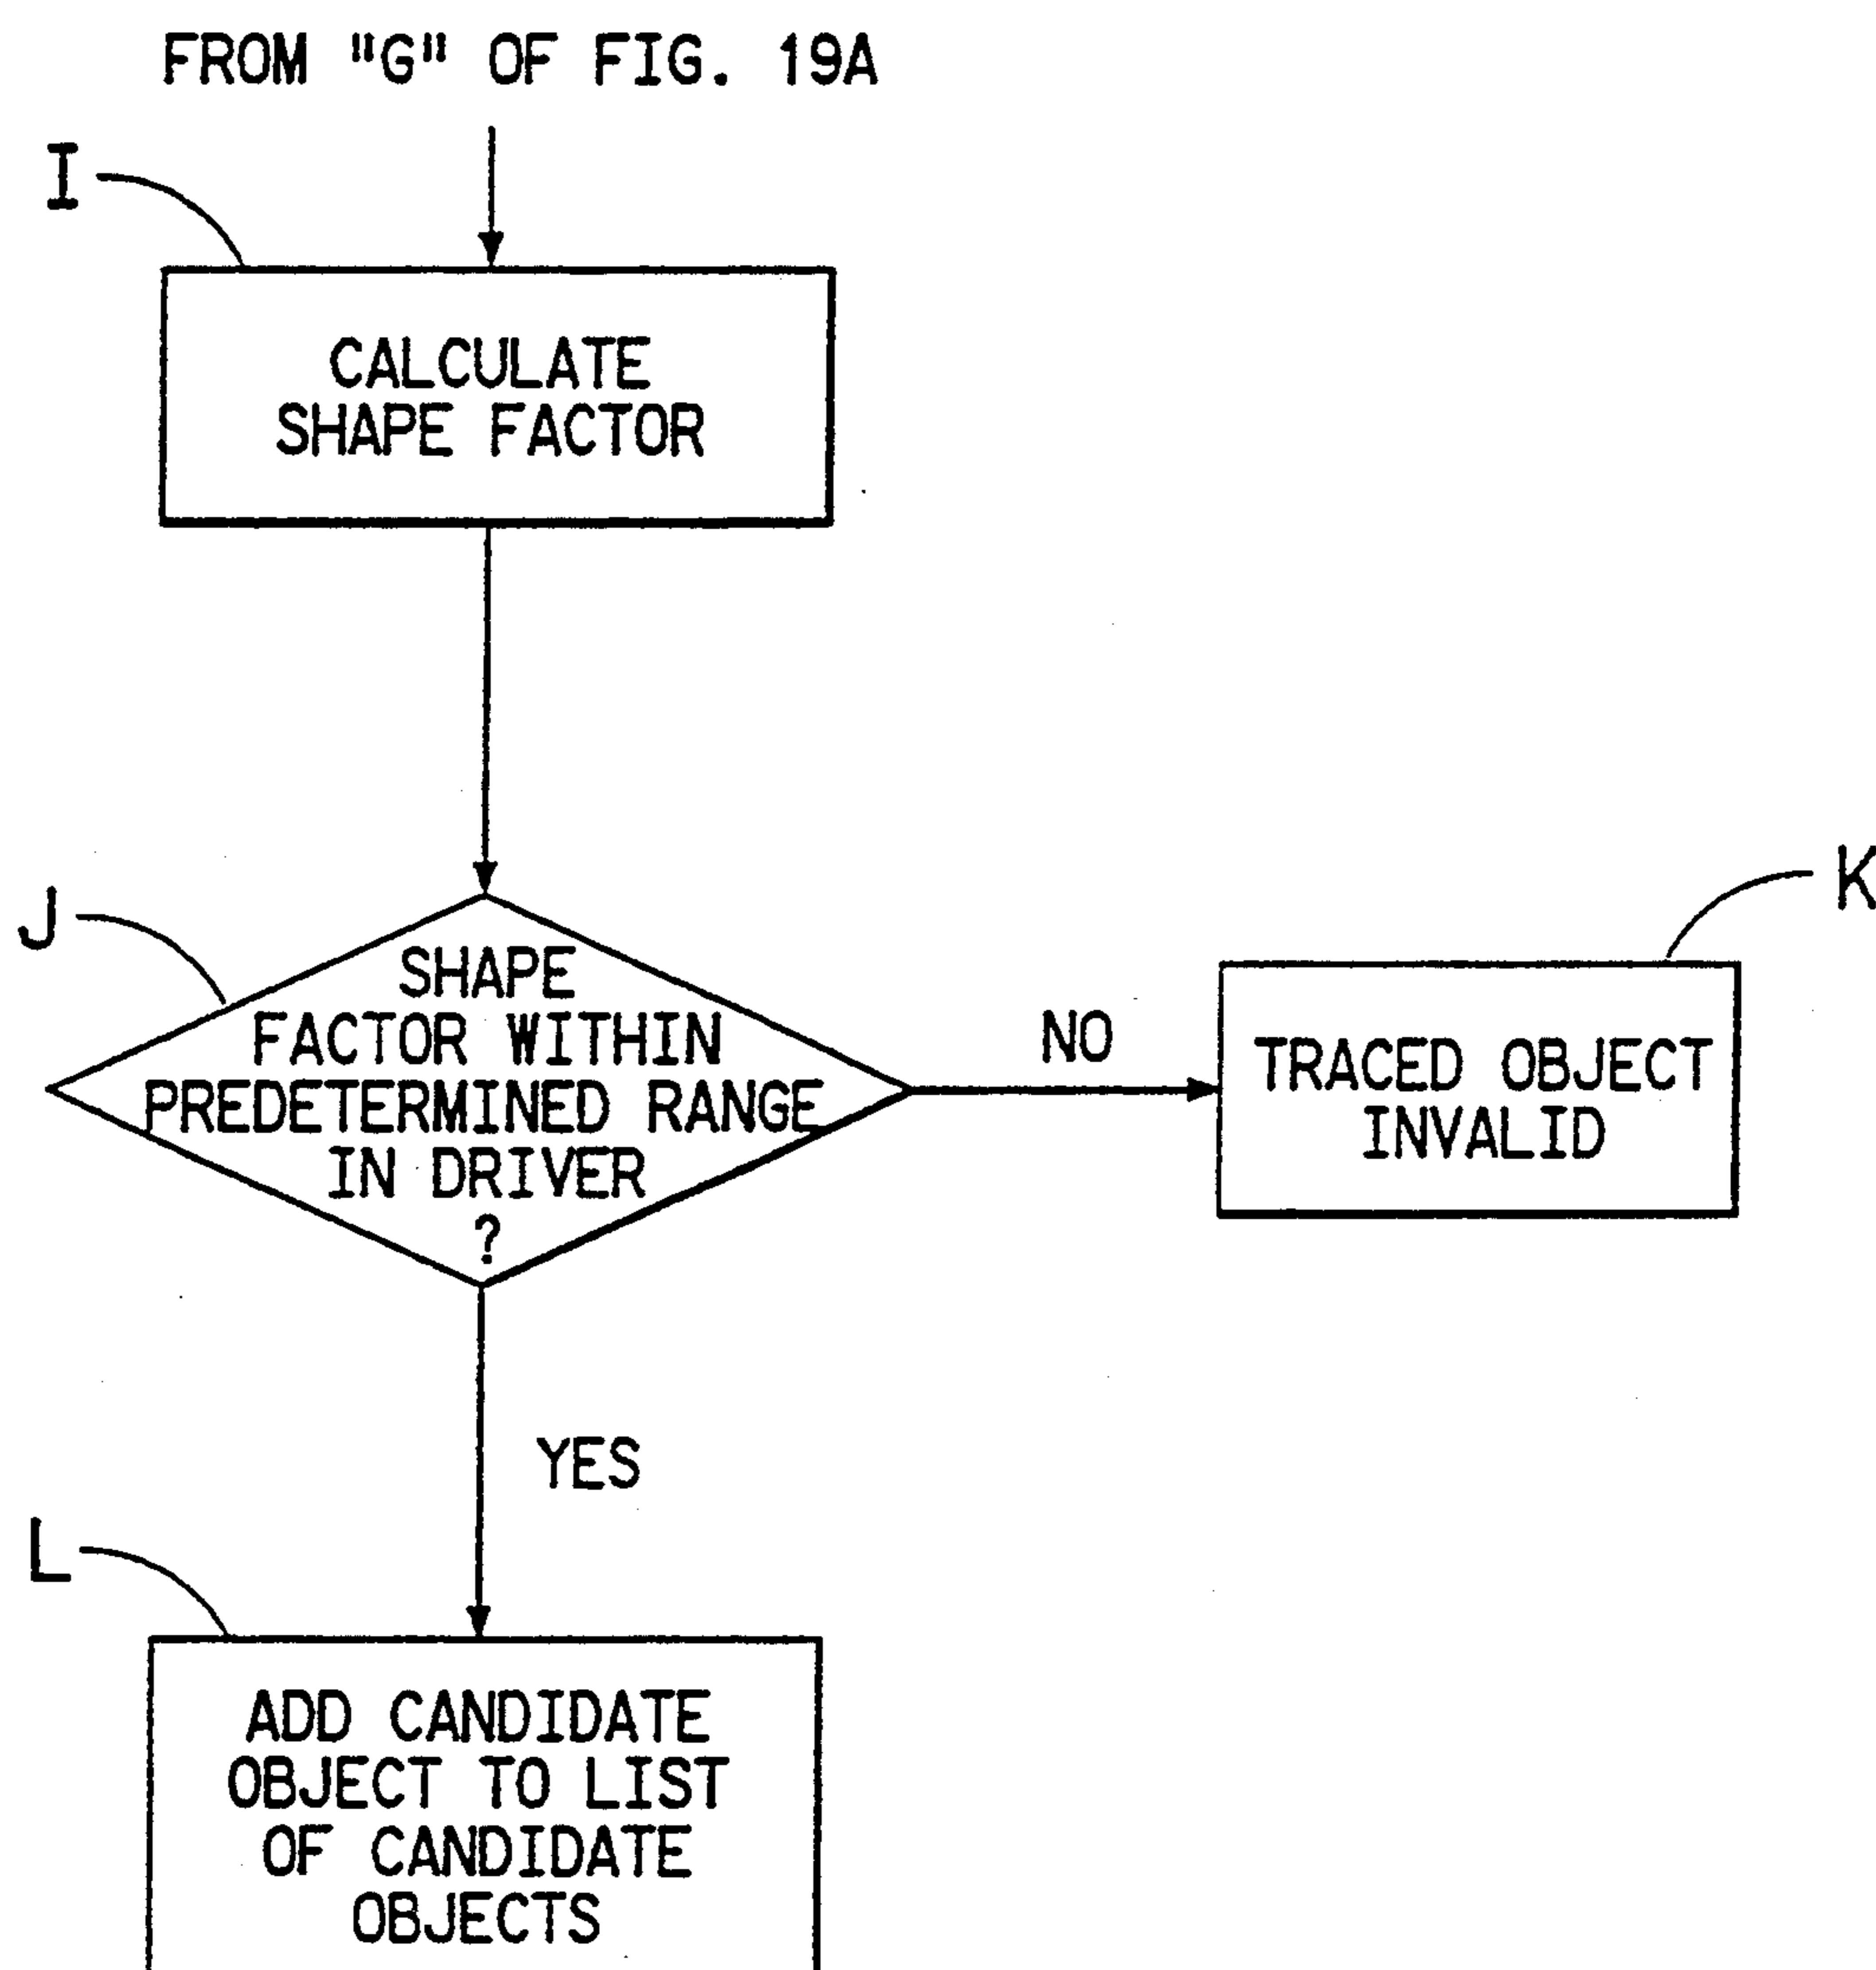 FROM "G" OF FIG. 19A
I
CALCULATE
SHAPE FACTOR
J
SHAPE
FACTOR WITHIN
PREDETERMINED RANGE
IN DRIVER
?
NO
K
TRACED OBJECT
INVALID
YES
L
ADD CANDIDATE
OBJECT TO LIST
OF CANDIDATE
OBJECTS